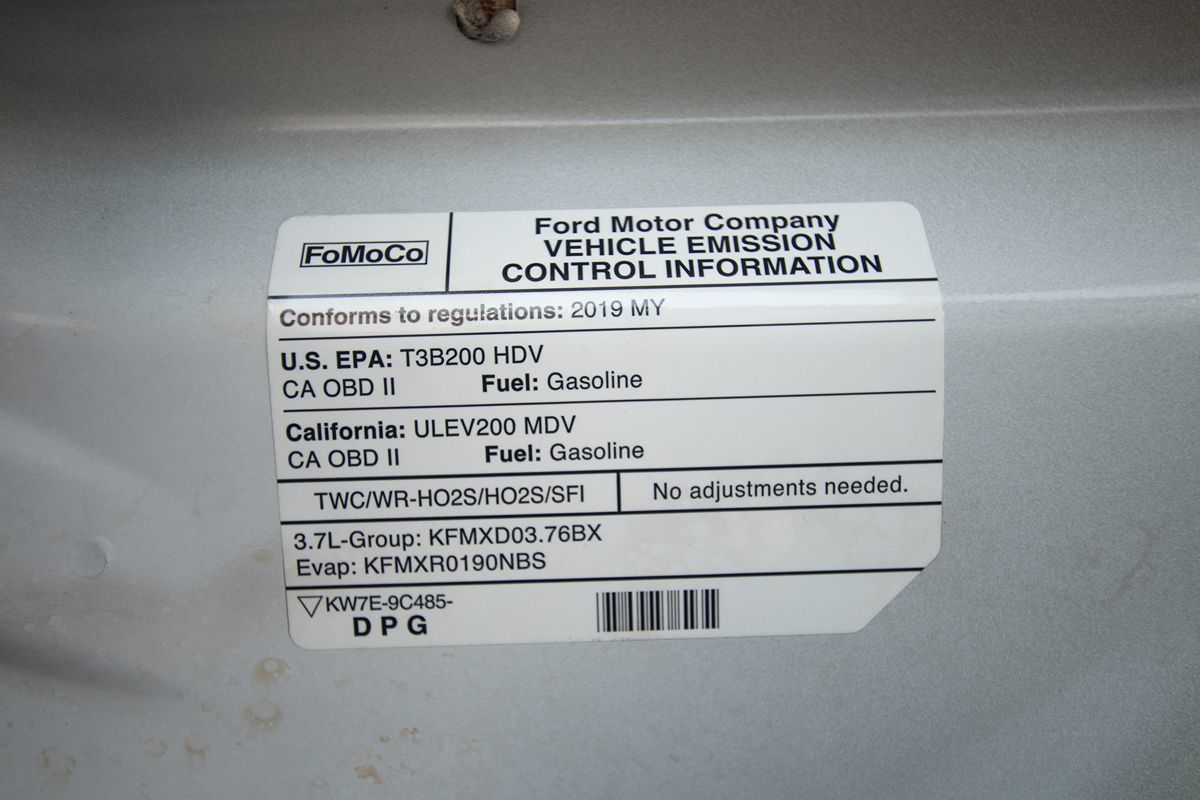 FoMoCo
Ford Motor Company
VEHICLE EMISSION
CONTROL INFORMATION
Conforms to regulations: 2019 MY
U.S. EPA: T3B200 HDV
CA OBD II Fuel: Gasoline
California: ULEV200 MDV
CA OBD II Fuel: Gasoline
TWC/WR-HO2S/HO2S/SFI
No adjustments needed.
3.7L-Group: KFMXD03.76BX
Evap: KFMXR0190NBS
KW7E-9C485-
DPG